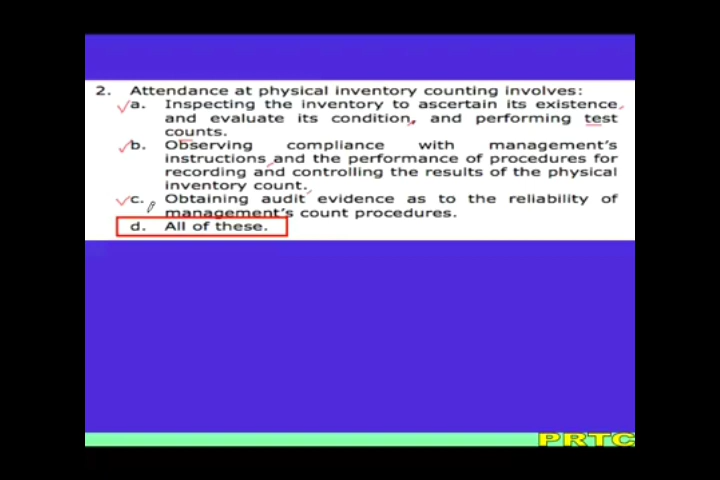 2. Attendance at physical inventory counting involves:
a. Inspecting the inventory to ascertain its existence
and evaluate its condition, and performing test
counts.
b. Observing compliance with management's
instructions and the performance of procedures for
recording and controlling the results of the physical
inventory count.
c. Obtaining audit evidence as to the reliability of
management's count procedures.
d. All of these.
PRTC